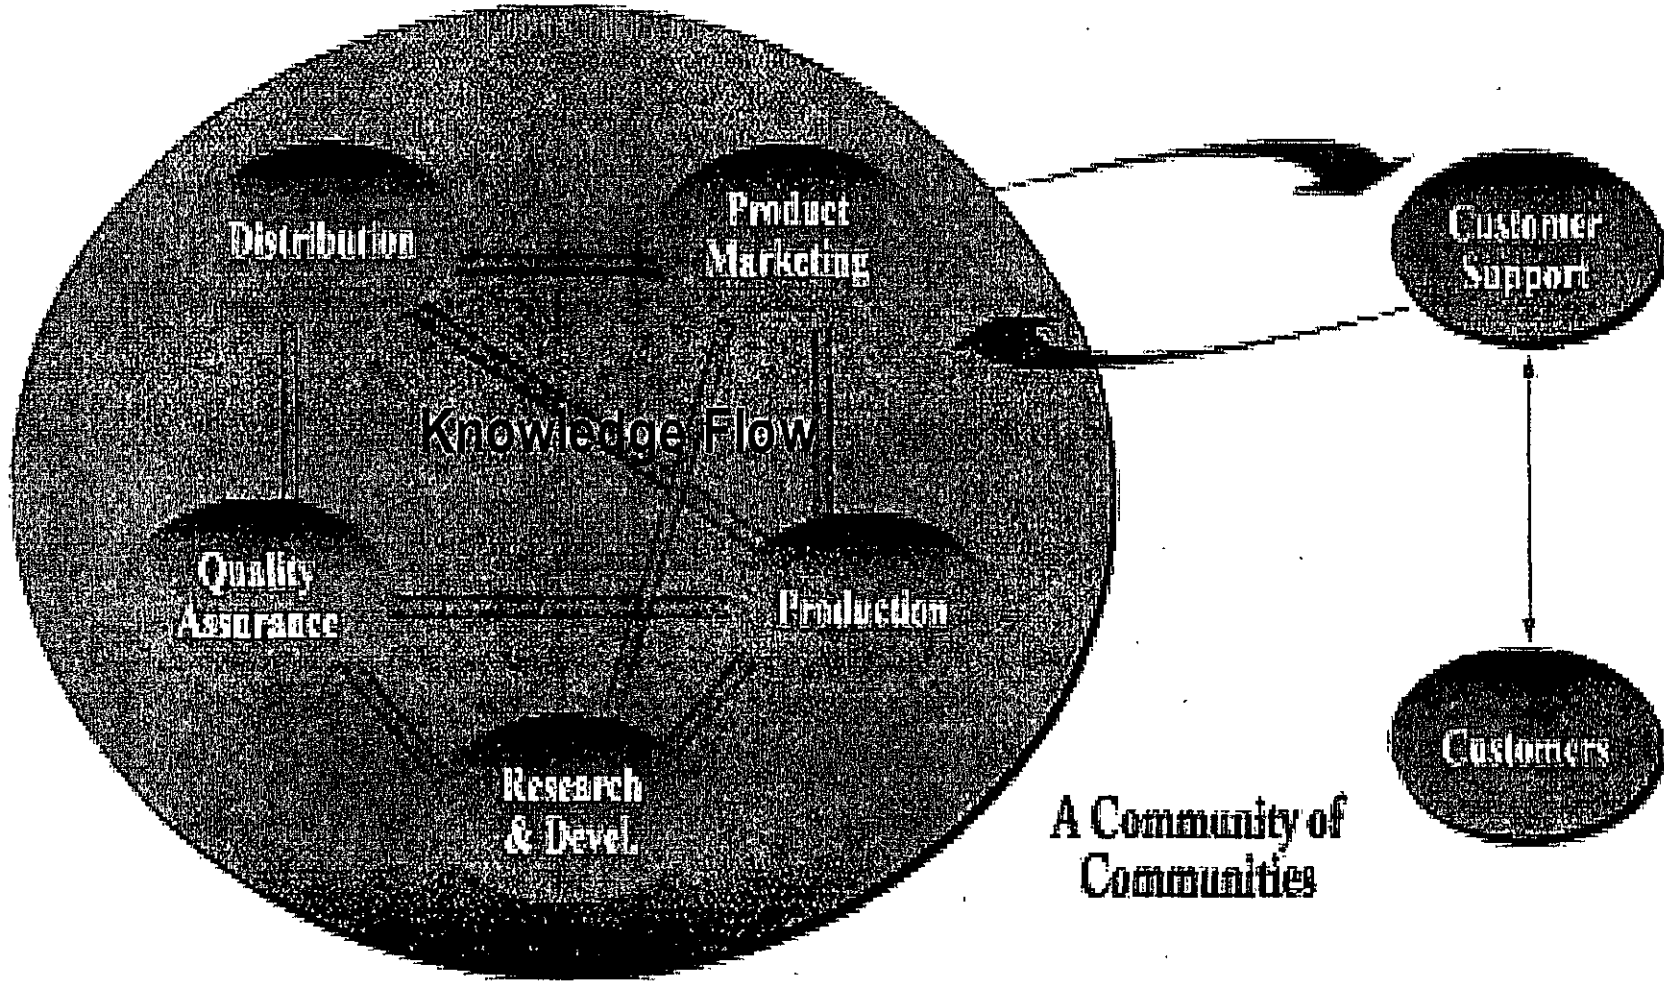 Distribution
Product
Marketing
Customer
Support
Knowledge Flow
Quality
Assurance
Production
Research
& Devel.
Customers
A Community of
Communities